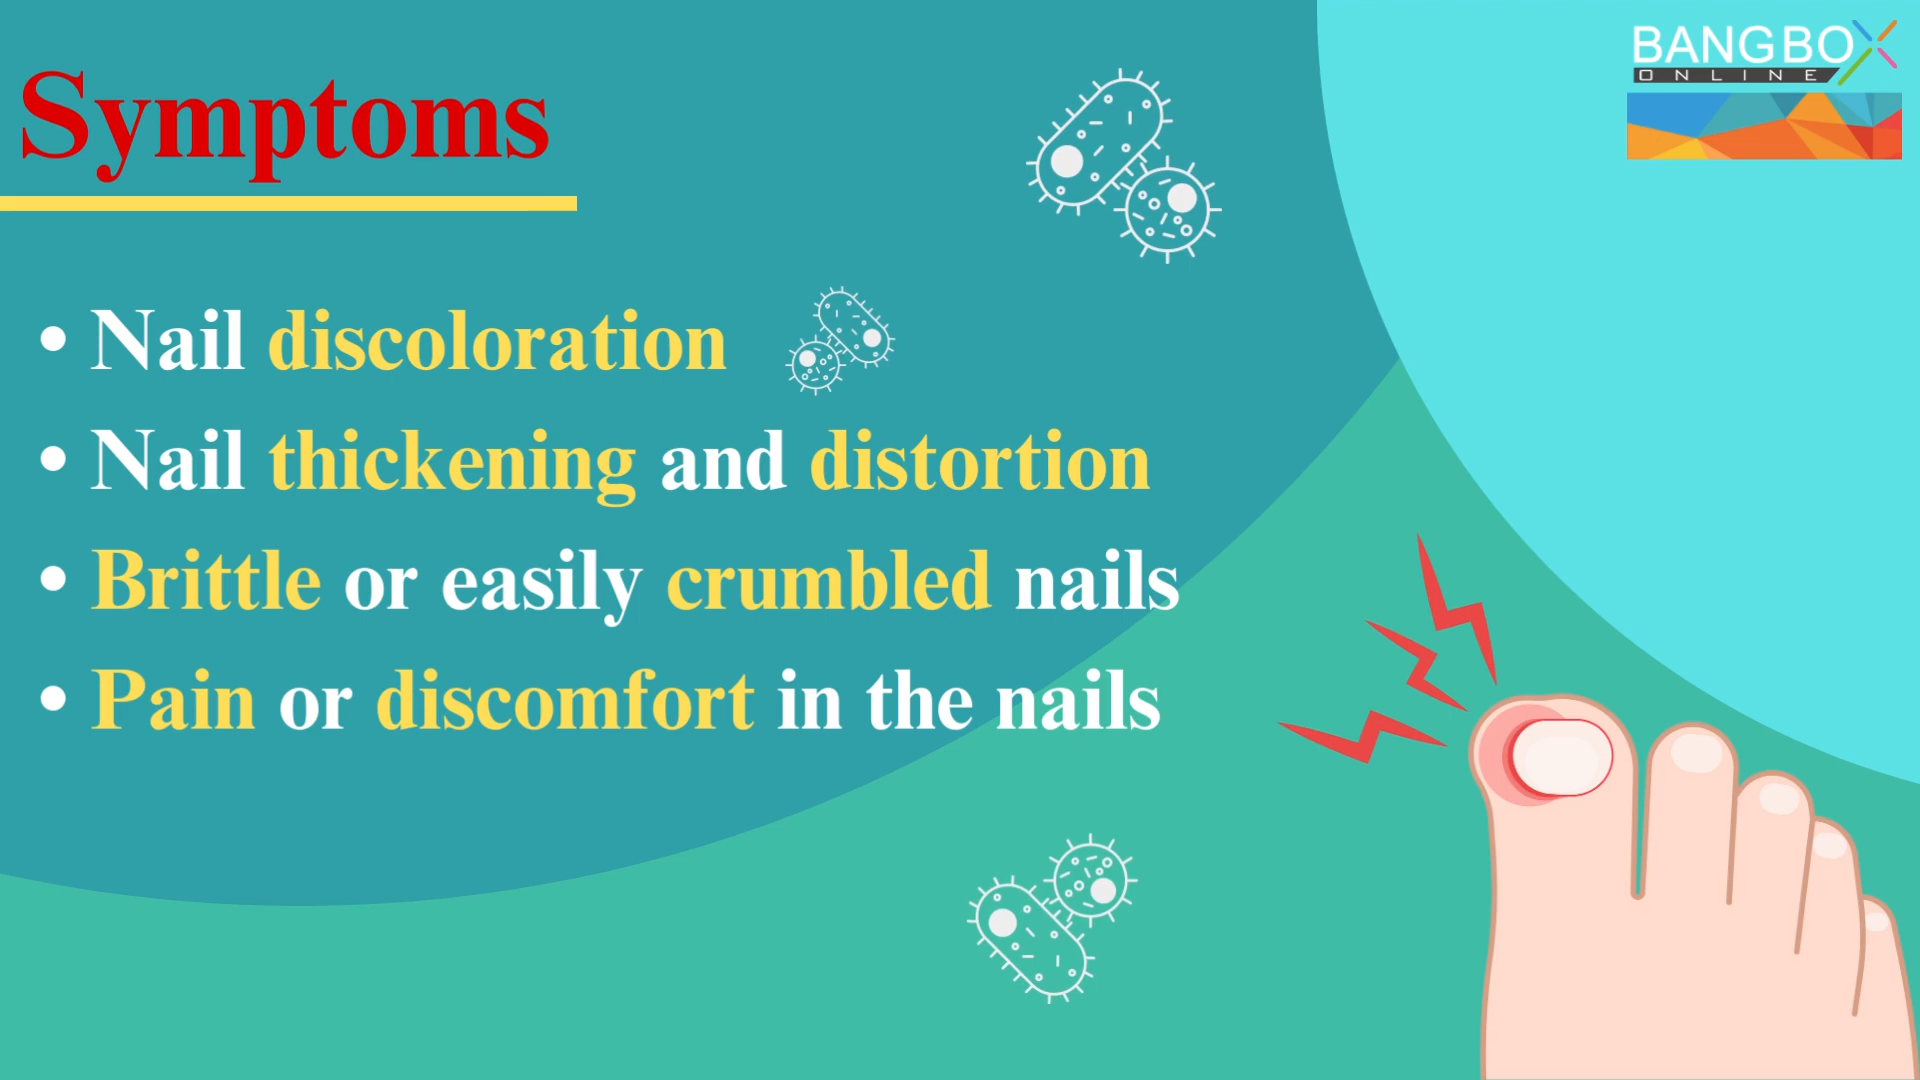 Symptoms
BANGBOX
ONLINE
• Nail discoloration
• Nail thickening and distortion
• Brittle or easily crumbled nails
• Pain or discomfort in the nails